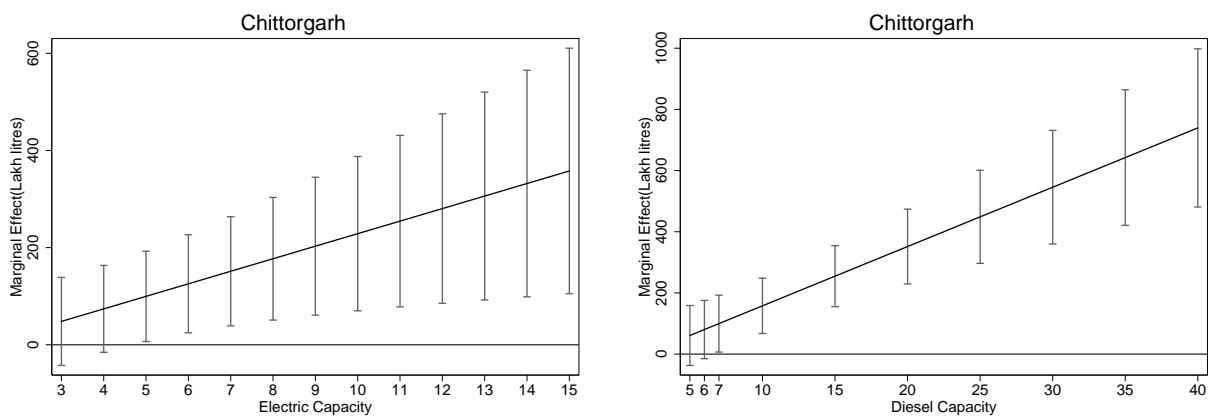 Chittorgarh
Marginal Effect(Lakh litres)
600
400
200
0
3 4 5 6 7 8 9 10 11 12 13 14 15
Electric Capacity
Chittorgarh
Marginal Effect(Lakh litres)
1000
800
600
400
200
0
5 6 7 10 15 20 25 30 35 40
Diesel Capacity